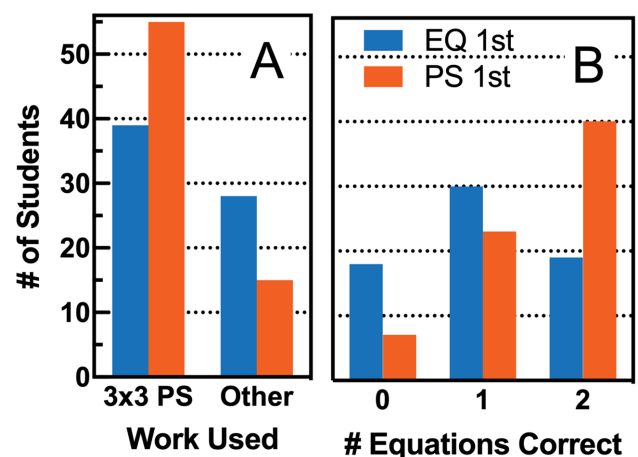 # of Students
50
40
30
20
10
0
A
3x3 PS Other
Work Used
EQ 1st
PS 1st
B
0 1 2
# Equations Correct